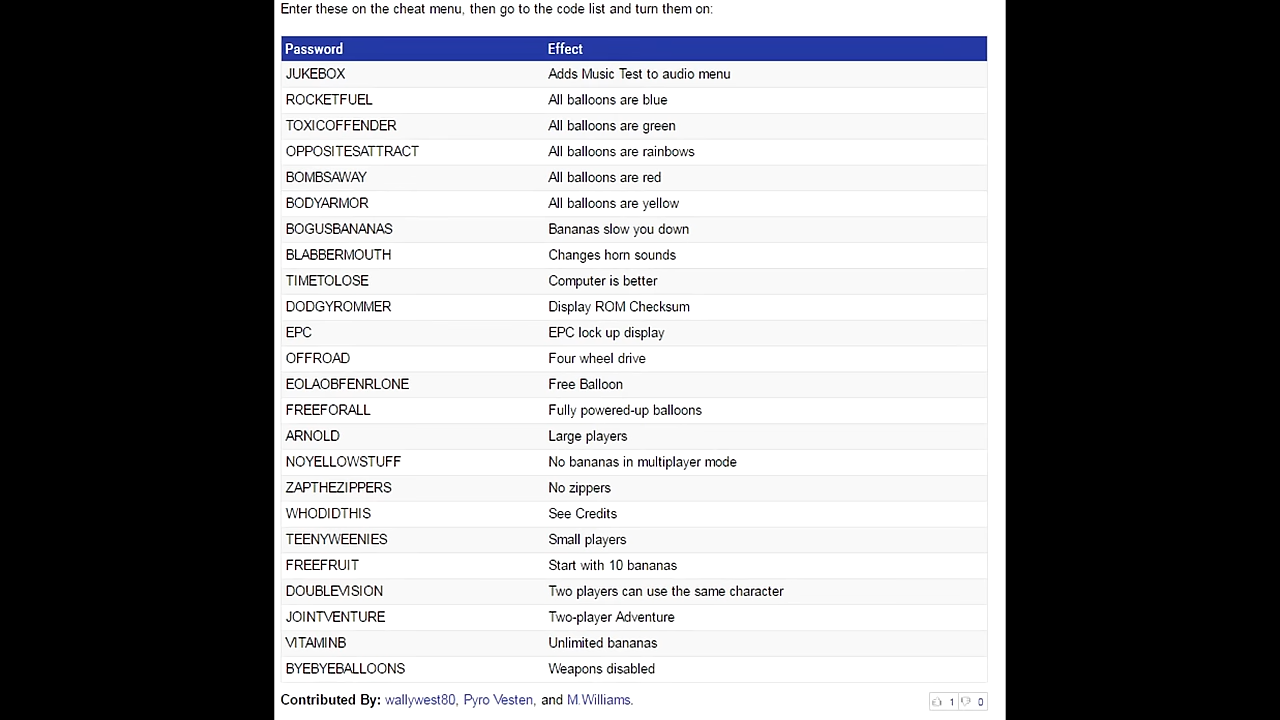 Enter these on the cheat menu, then go to the code list and turn them on:
Password Effect
JUKEBOX Adds Music Test to audio menu
ROCKETFUEL All balloons are blue
TOXICOFFENDER All balloons are green
OPPOSITESATTRACT All balloons are rainbows
BOMBSAWAY All balloons are red
BODYARMOR All balloons are yellow
BOGUSBANANAS Bananas slow you down
BLABBERMOUTH Changes horn sounds
TIMETOLOSE Computer is better
DODGYROMMER Display ROM Checksum
EPC EPC lock up display
OFFROAD Four wheel drive
EOLAOBFENRLONE Free Balloon
FREEFORALL Fully powered-up balloons
ARNOLD Large players
NOYELLOWSTUFF No bananas in multiplayer mode
ZAPTHEZIPPERS No zippers
WHODIDTHIS See Credits
TEENYWEENIES Small players
FREEFRUIT Start with 10 bananas
DOUBLEVISION Two players can use the same character
JOINTVENTURE Two-player Adventure
VITAMINB Unlimited bananas
BYEBYEBALLOONS Weapons disabled
Contributed By: wallywest80, Pyro Vesten, and M.Williams. 1 0